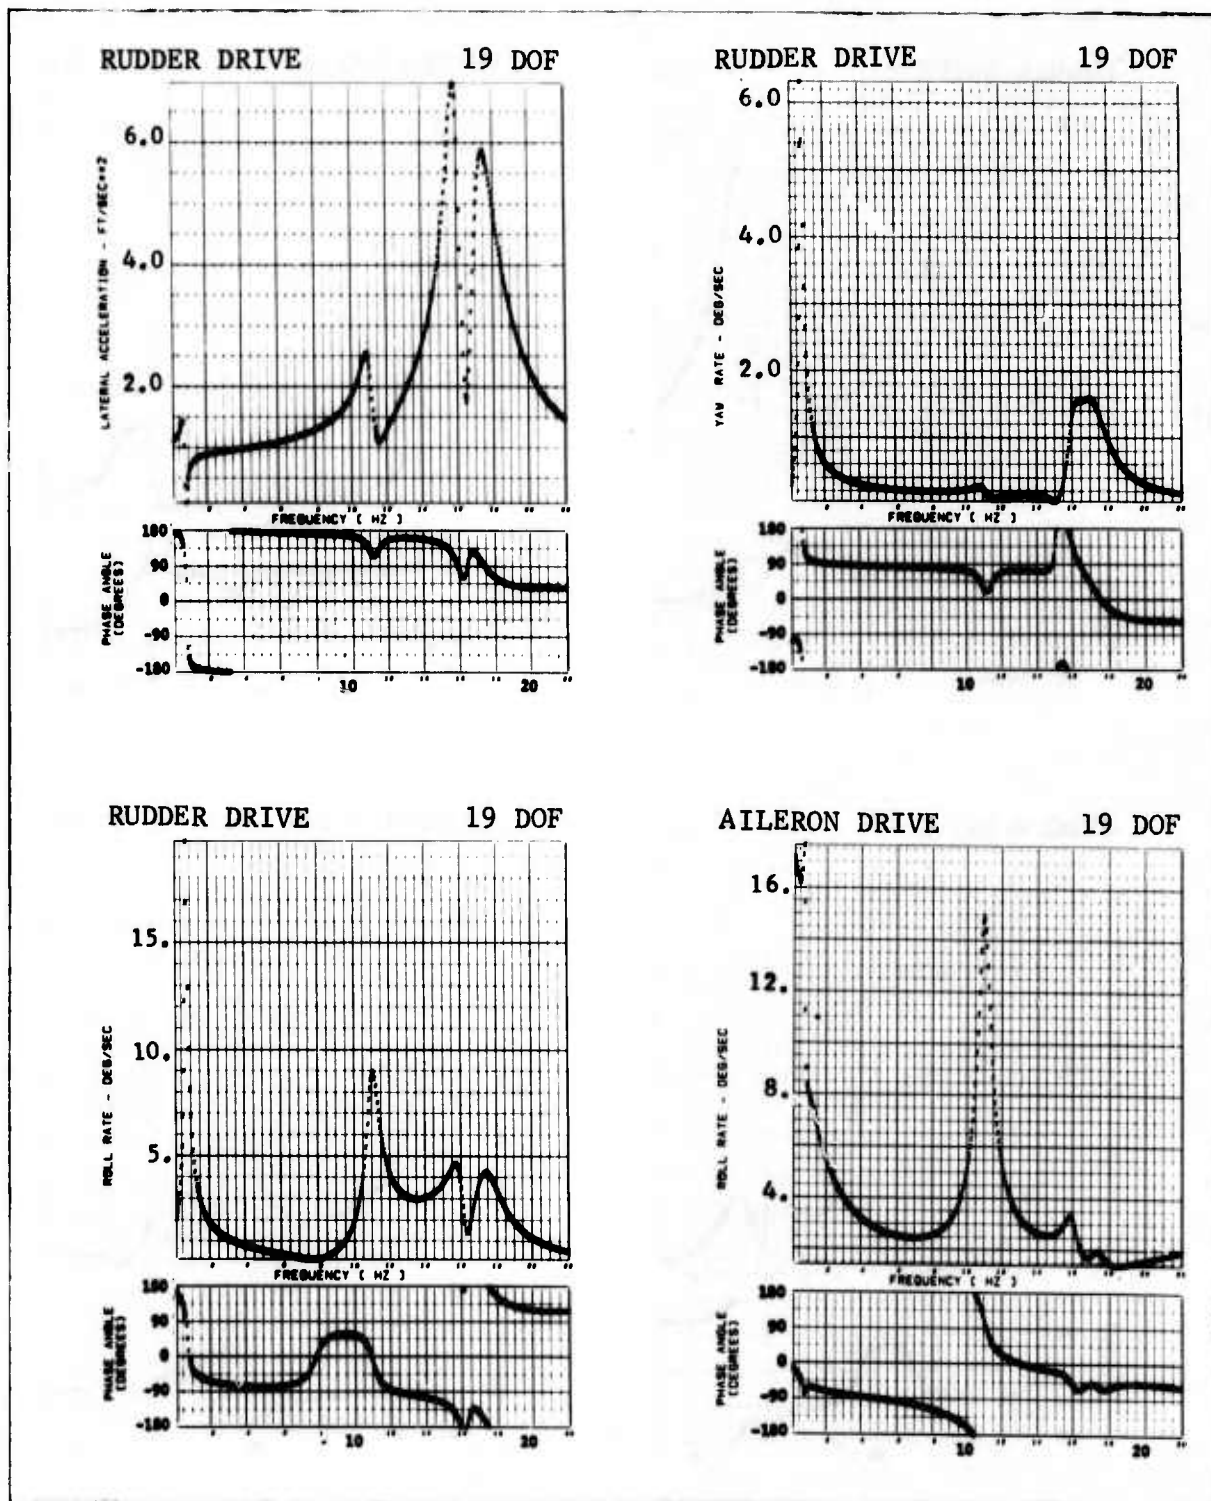 RUDDER DRIVE 19 DOF
6.0
4.0
2.0
LATERAL ACCELERATION - FT/SEC**2
FREQUENCY ( HZ )
180
90
0
-90
-180
PHASE ANGLE
(DEGREES)
10 20
RUDDER DRIVE 19 DOF
6.0
4.0
2.0
YAW RATE - DEG/SEC
FREQUENCY ( HZ )
180
90
0
-90
-180
PHASE ANGLE
(DEGREES)
10 20
RUDDER DRIVE 19 DOF
15.
10.
5.
ROLL RATE - DEG/SEC
FREQUENCY ( HZ )
180
90
0
-90
-180
PHASE ANGLE
(DEGREES)
10 20
AILERON DRIVE 19 DOF
16.
12.
8.
4.
ROLL RATE - DEG/SEC
FREQUENCY ( HZ )
180
90
0
-90
-180
PHASE ANGLE
(DEGREES)
10 20